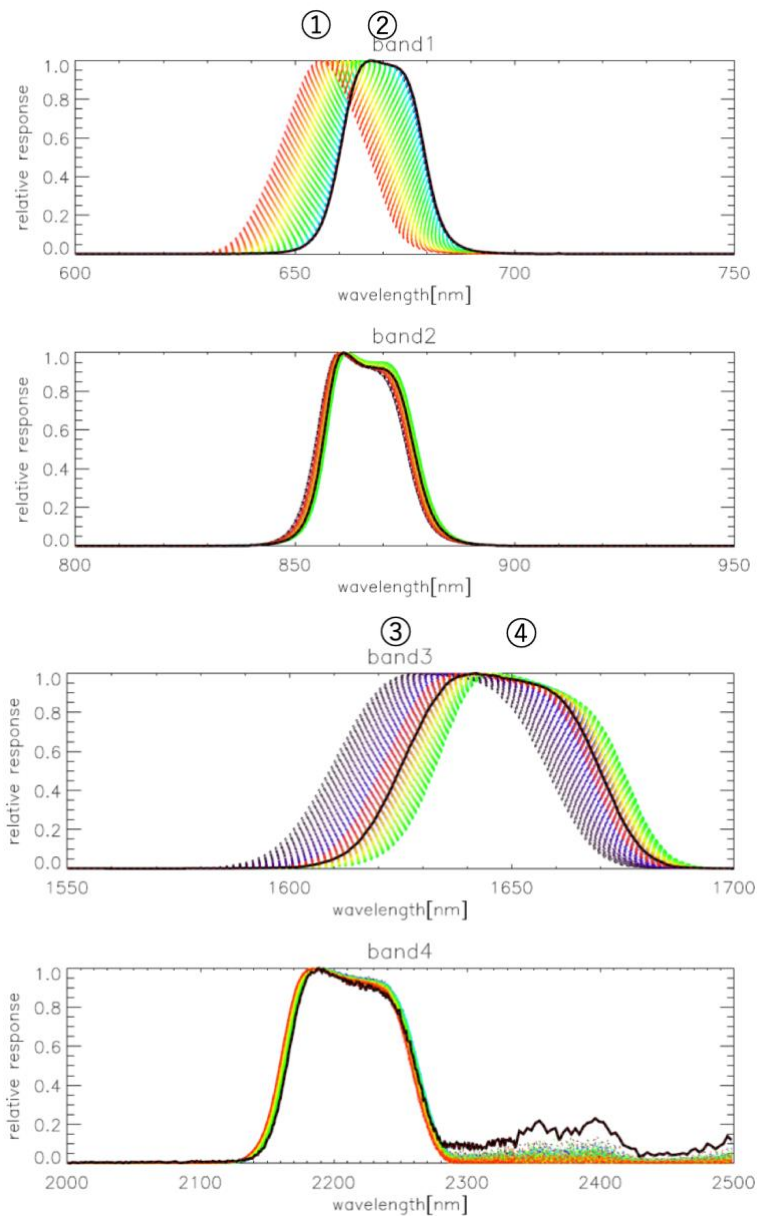 ① ②
band1
relative response
1.0
0.8
0.6
0.4
0.2
0.0
600 650 700 750
wavelength[nm]
band2
relative response
1.0
0.8
0.6
0.4
0.2
0.0
800 850 900 950
wavelength[nm]
③ ④
band3
relative response
1.0
0.8
0.6
0.4
0.2
0.0
1550 1600 1650 1700
wavelength[nm]
band4
relative response
1.0
0.8
0.6
0.4
0.2
0.0
2000 2100 2200 2300 2400 2500
wavelength[nm]